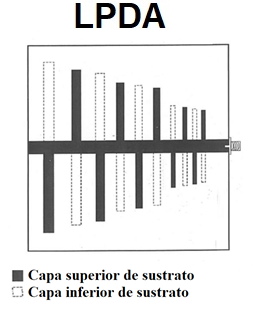 LPDA
Capa superior de sustrato
Capa inferior de sustrato